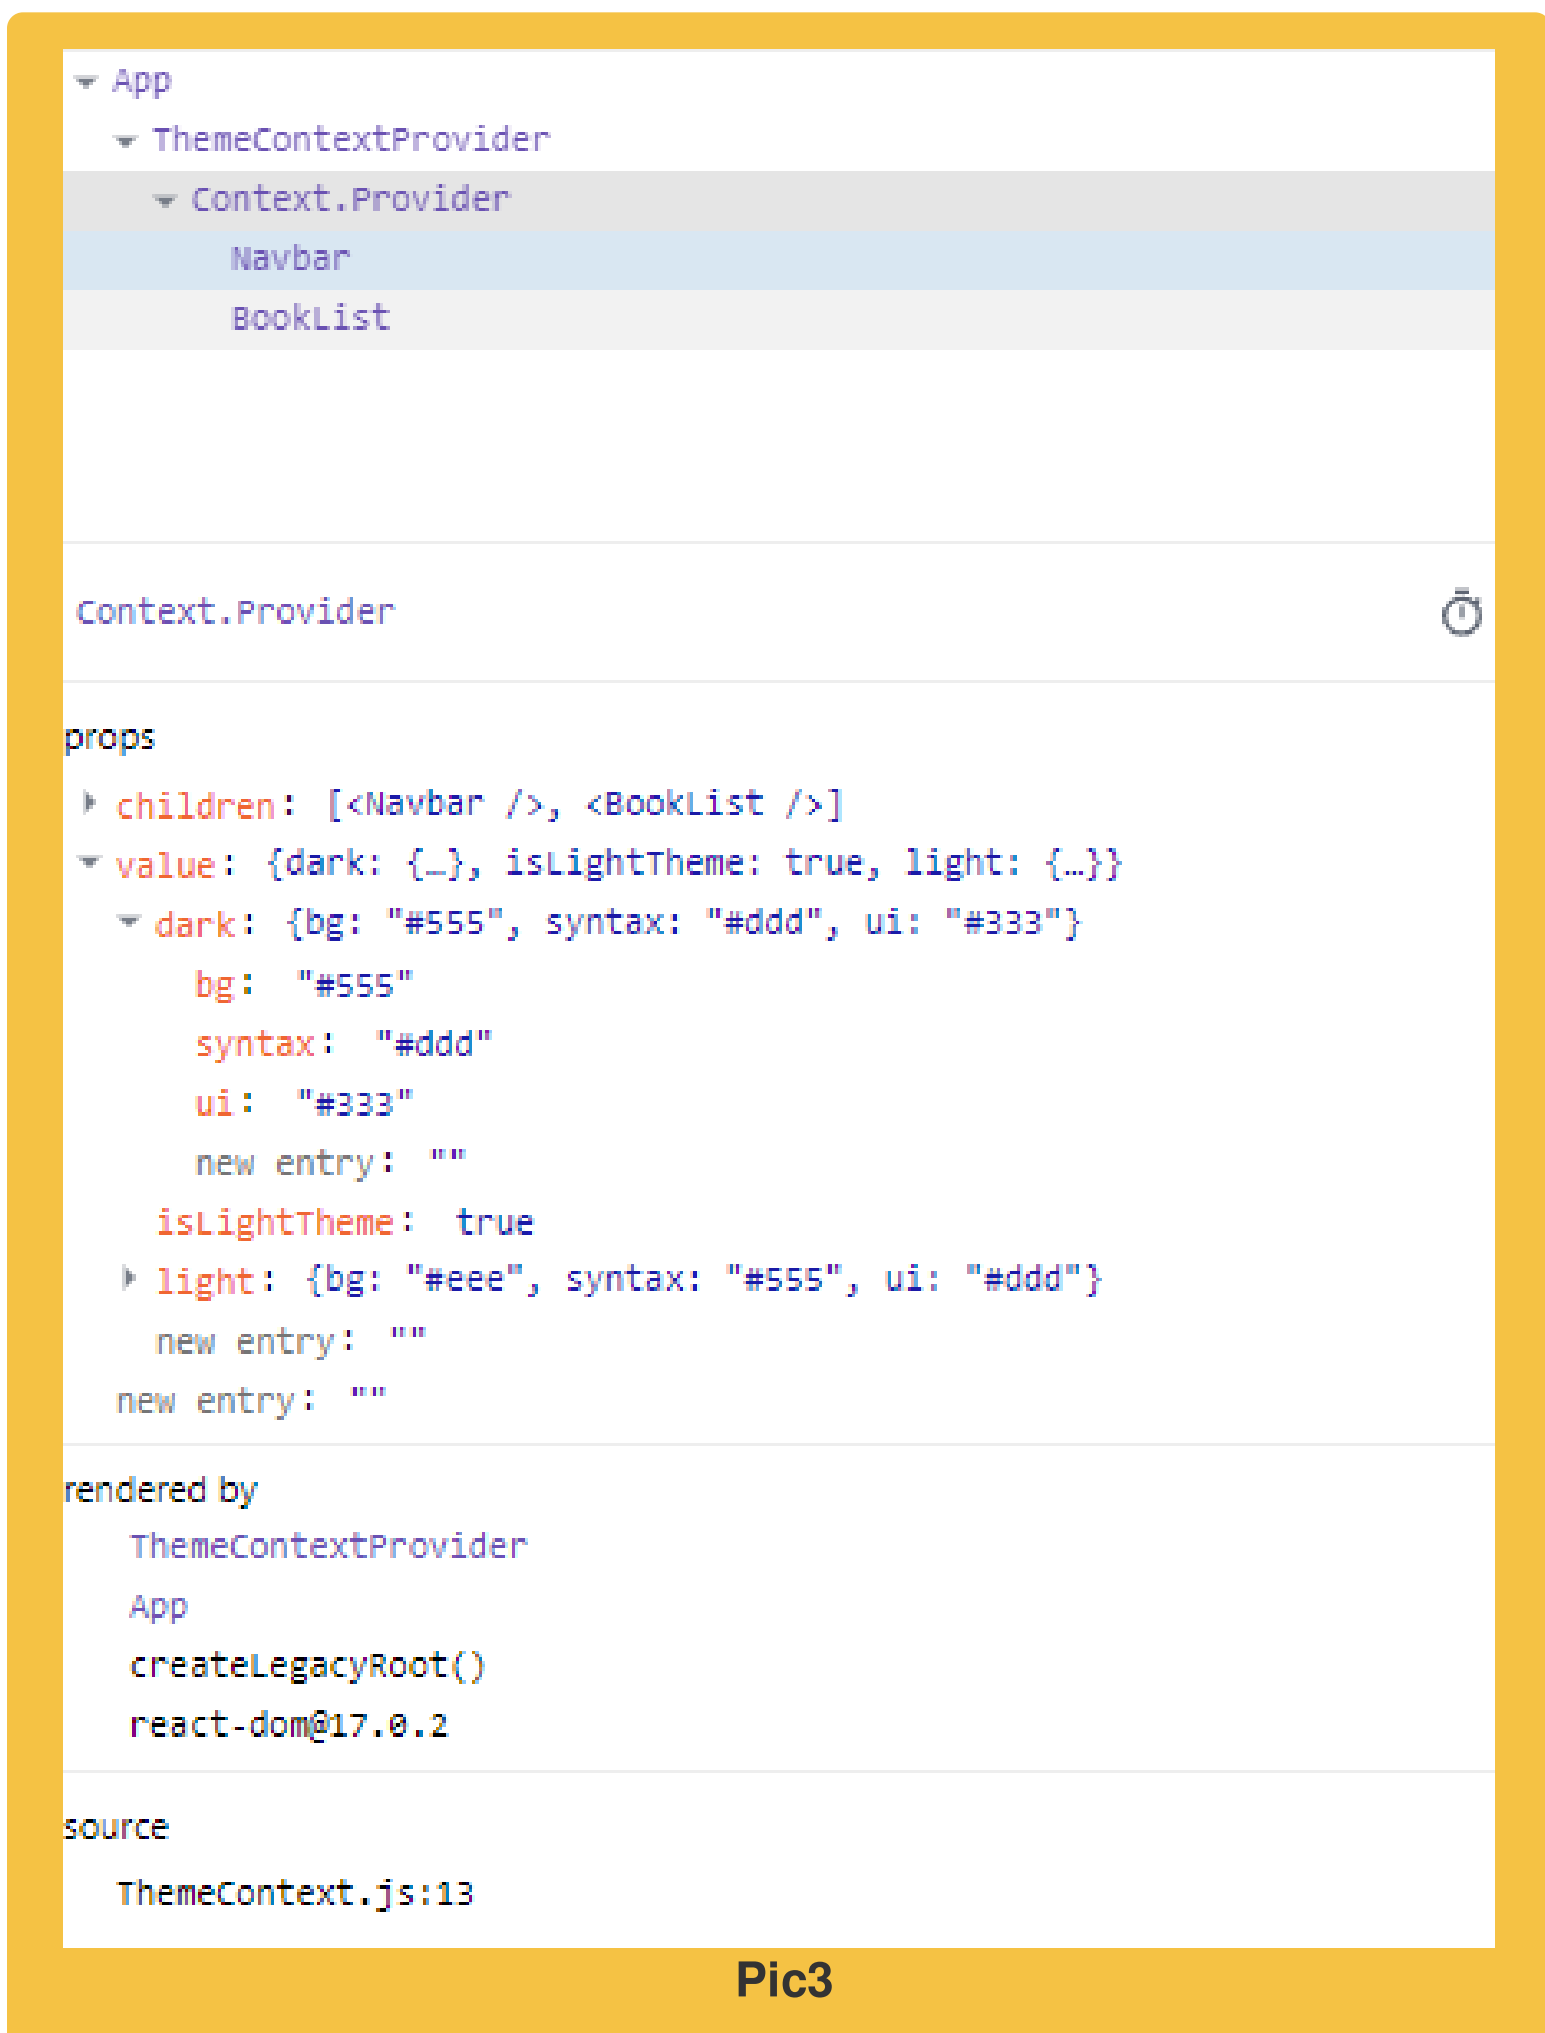 App
ThemeContextProvider
Context.Provider
Navbar
BookList
Context.Provider
props
children: [<Navbar />, <BookList />]
value: {dark: {…}, isLightTheme: true, light: {…}}
dark: {bg: "#555", syntax: "#ddd", ui: "#333"}
bg: "#555"
syntax: "#ddd"
ui: "#333"
new entry: ""
isLightTheme: true
light: {bg: "#eee", syntax: "#555", ui: "#ddd"}
new entry: ""
new entry: ""
rendered by
ThemeContextProvider
App
createLegacyRoot()
react-dom@17.0.2
source
ThemeContext.js:13
Pic3